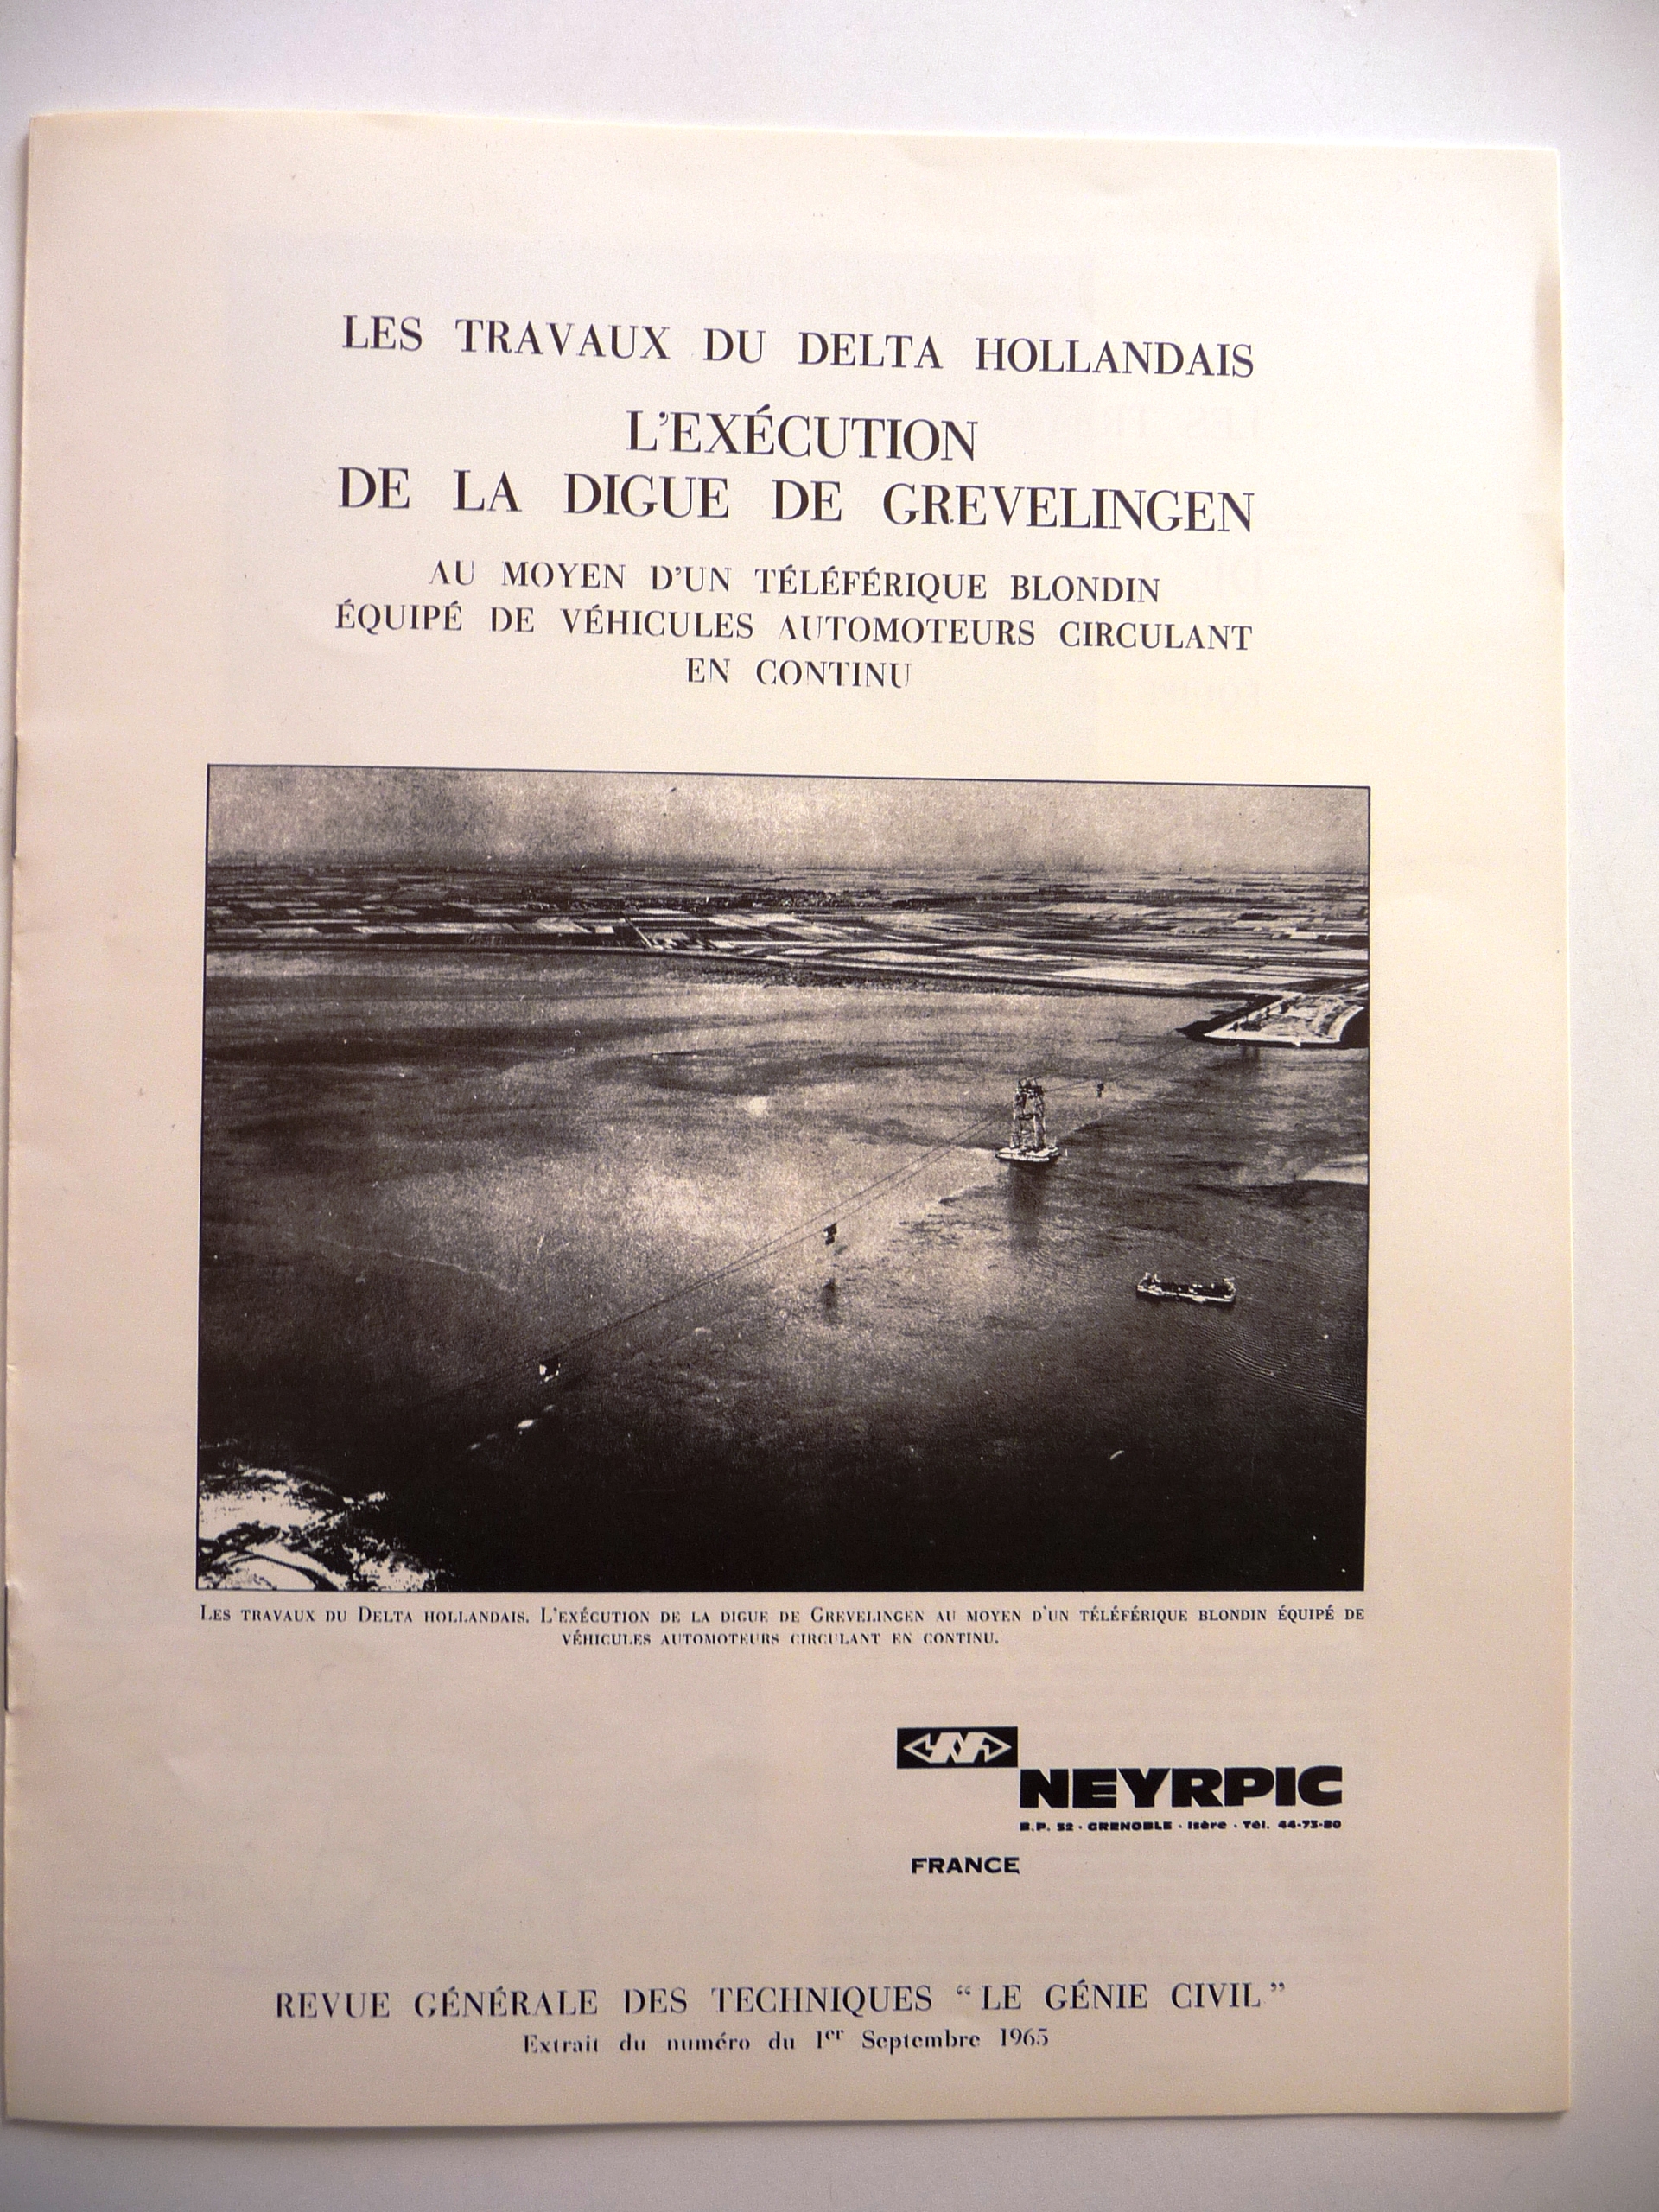 LES TRAVAUX DU DELTA HOLLANDAIS
L'EXÉCUTION
DE LA DIGUE DE GREVELINGEN
AU MOYEN D'UN TÉLÉFÉRIQUE BLONDIN
ÉQUIPÉ DE VÉHICULES AUTOMOTEURS CIRCULANT
EN CONTINU
LES TRAVAUX DU DELTA HOLLANDAIS. L'EXÉCUTION DE LA DIGUE DE GREVELINGEN AU MOYEN D'UN TÉLÉFÉRIQUE BLONDIN ÉQUIPÉ DE
VÉHICULES AUTOMOTEURS CIRCULANT EN CONTINU.
NEYRPIC
B.P. 52 · GRENOBLE · Isère · Tél. 44-73-80
FRANCE
REVUE GÉNÉRALE DES TECHNIQUES “LE GÉNIE CIVIL”
Extrait du numéro du 1er Septembre 1965